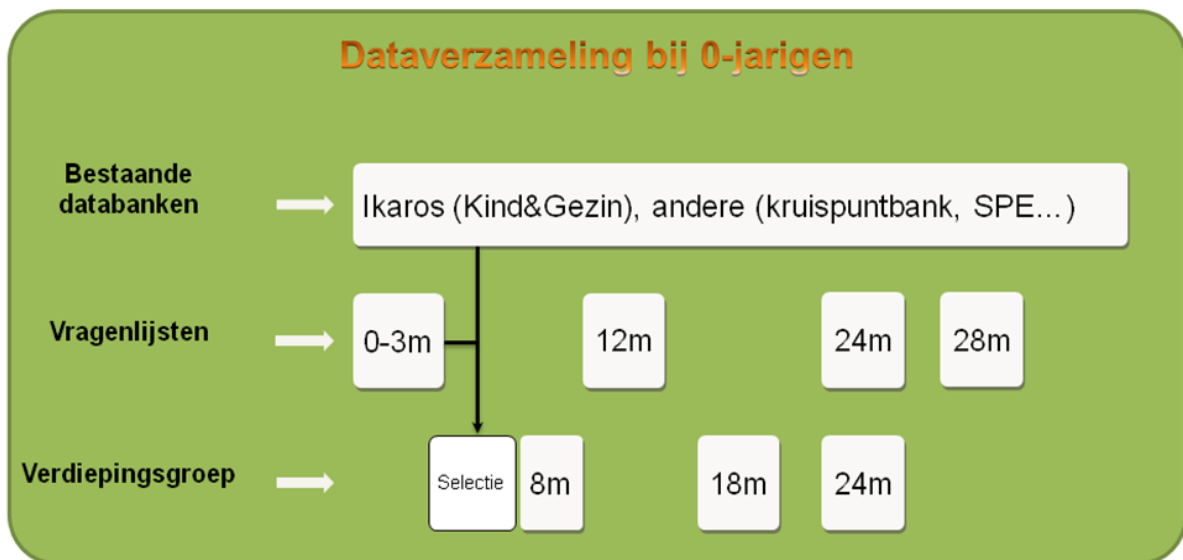 Dataverzameling bij 0-jarigen
Bestaande
databanken
Ikaros (Kind&Gezin), andere (kruispuntbank, SPE...)
Vragenlijsten
0-3m
12m
24m
28m
Verdiepingsgroep
Selectie
8m
18m
24m